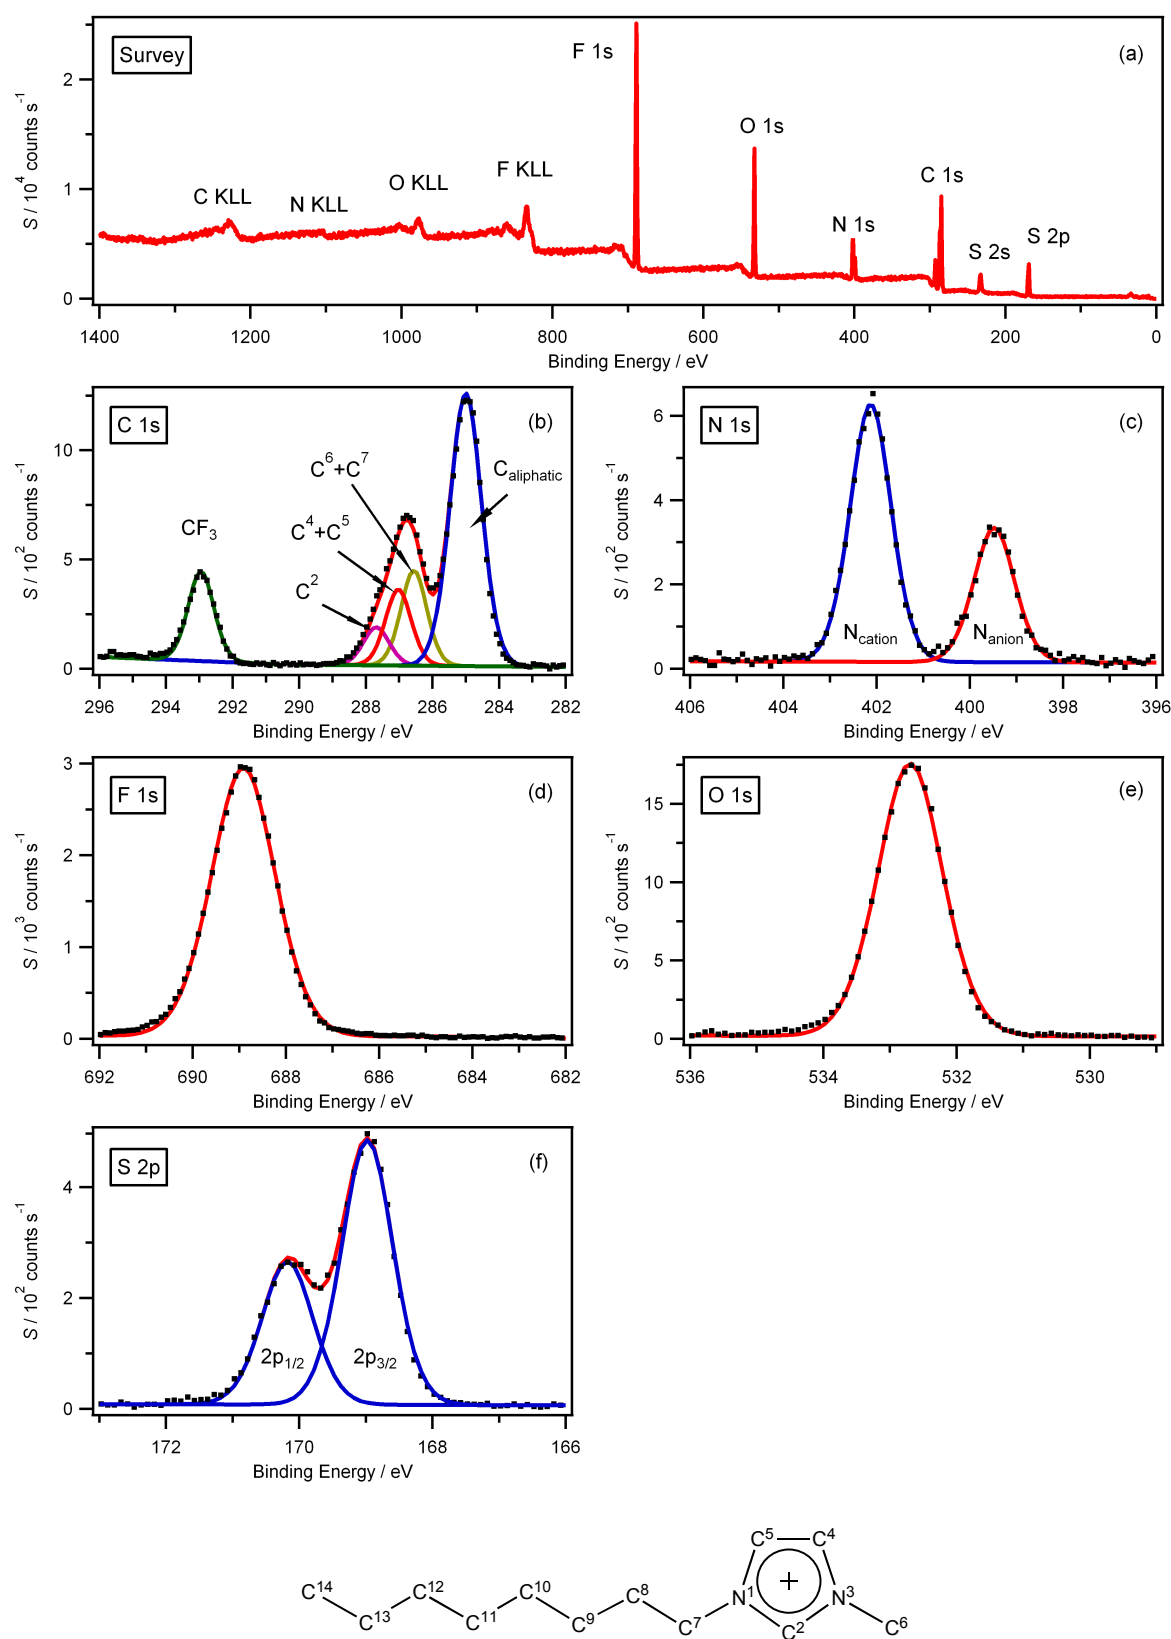 Survey
(a)
F 1s
O 1s
C 1s
N 1s
S 2s
S 2p
C KLL
N KLL
O KLL
F KLL
S / 10⁴ counts s⁻¹
2
1
0
1400 1200 1000 800 600 400 200 0
Binding Energy / eV
C 1s
(b)
CF₃
C²
C⁴+C⁵
C⁶+C⁷
C aliphatic
S / 10² counts s⁻¹
10
5
0
296 294 292 290 288 286 284 282
Binding Energy / eV
N 1s
(c)
N cation
N anion
S / 10² counts s⁻¹
6
4
2
0
406 404 402 400 398 396
Binding Energy / eV
F 1s
(d)
S / 10³ counts s⁻¹
3
2
1
0
692 690 688 686 684 682
Binding Energy / eV
O 1s
(e)
S / 10² counts s⁻¹
15
10
5
0
536 534 532 530
Binding Energy / eV
S 2p
(f)
2p₁/₂
2p₃/₂
S / 10² counts s⁻¹
4
2
0
172 170 168 166
Binding Energy / eV
C⁵ C⁴
C¹⁴ C¹² C¹⁰ C⁸ N¹ + N³
C¹³ C¹¹ C⁹ C⁷ C² C⁶